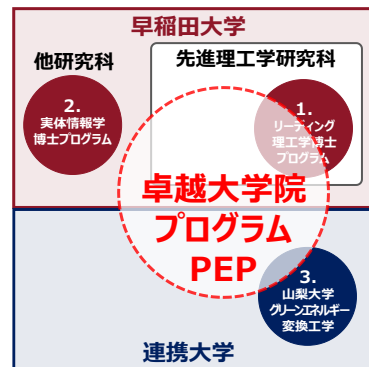 早稲田大学
他研究科
先進理工学研究科
2.
実体情報学
博士プログラム
1.
リーディング
理工学博士
プログラム
卓越大学院
プログラム
PEP
3.
山梨大学
グリーンエネルギー
変換工学
連携大学